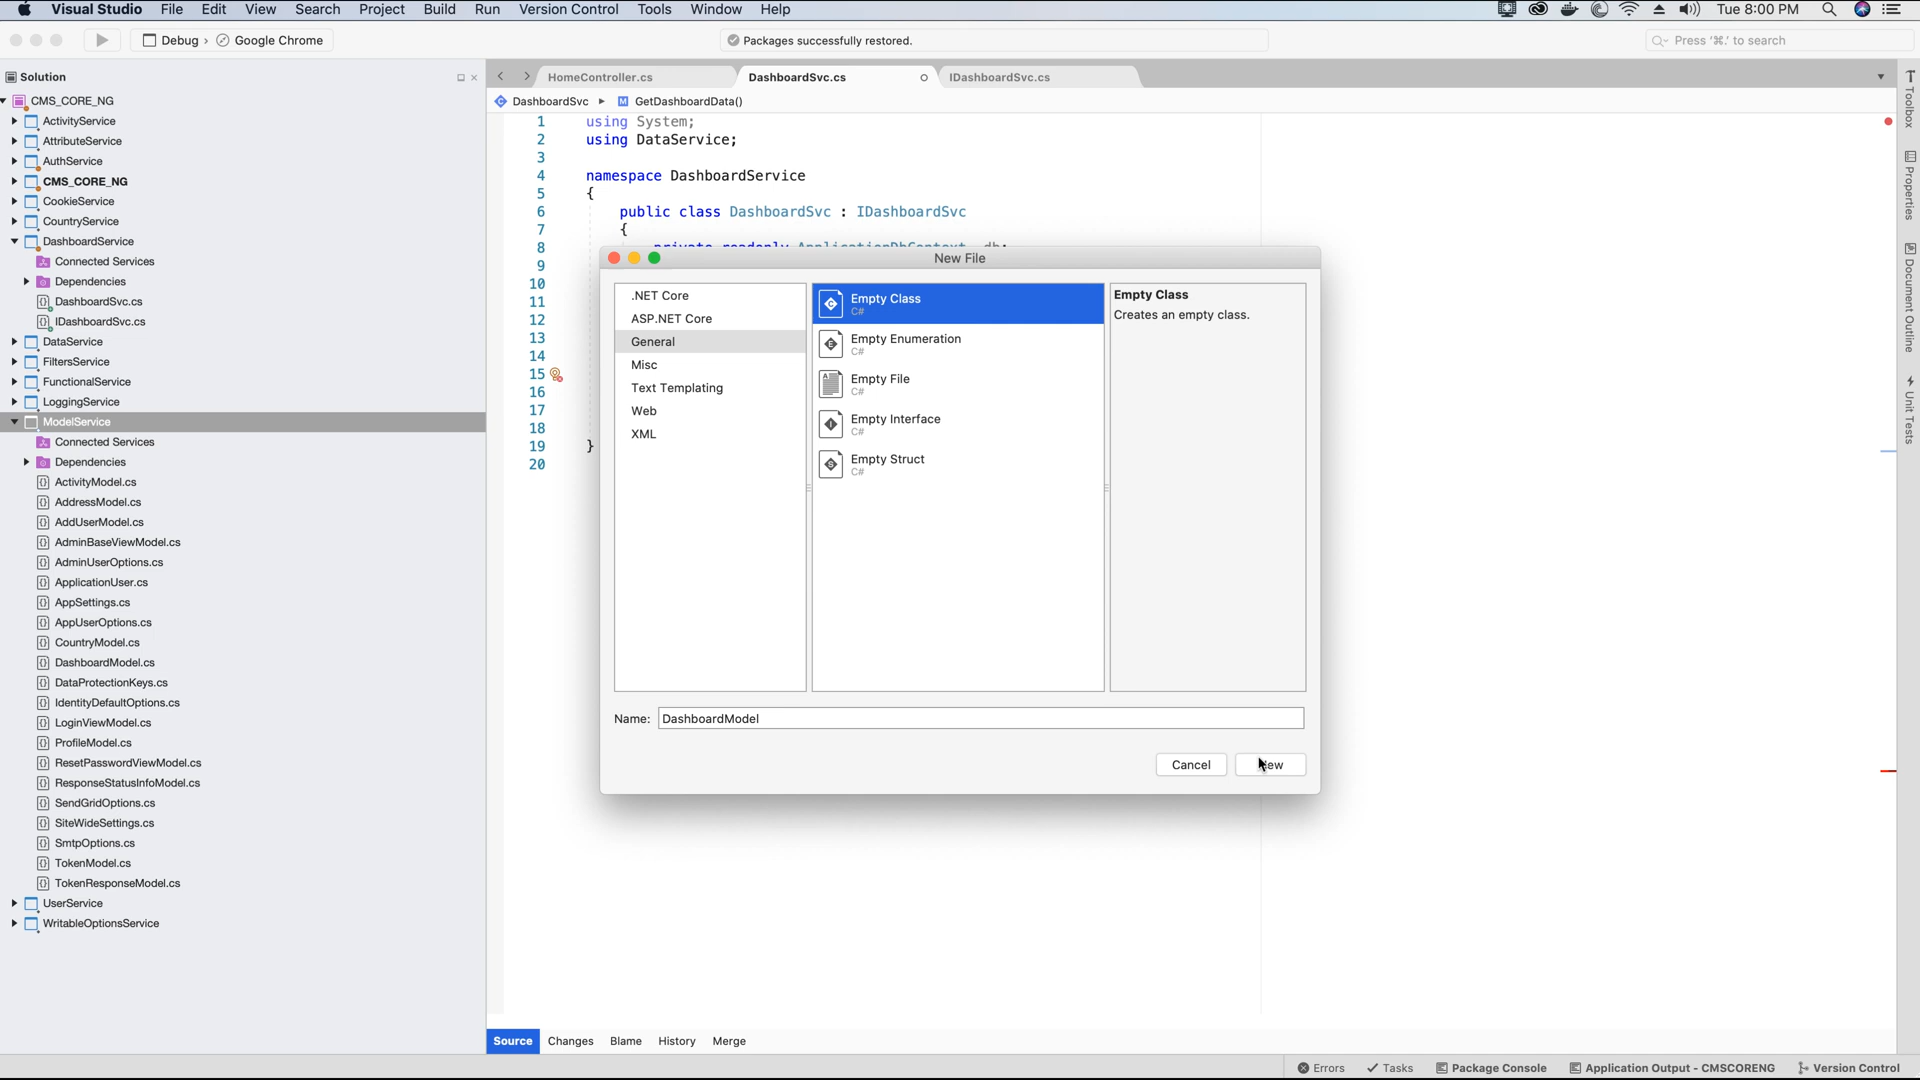 Visual Studio File Edit View Search Project Build Run Version Control Tools Window Help Tue 8:00 PM
Debug › Google Chrome
Packages successfully restored.
Press '⌘.' to search
Solution
CMS_CORE_NG
ActivityService
AttributeService
AuthService
CMS_CORE_NG
CookieService
CountryService
DashboardService
Connected Services
Dependencies
DashboardSvc.cs
IDashboardSvc.cs
DataService
FiltersService
FunctionalService
LoggingService
ModelService
Connected Services
Dependencies
ActivityModel.cs
AddressModel.cs
AddUserModel.cs
AdminBaseViewModel.cs
AdminUserOptions.cs
ApplicationUser.cs
AppSettings.cs
AppUserOptions.cs
CountryModel.cs
DashboardModel.cs
DataProtectionKeys.cs
IdentityDefaultOptions.cs
LoginViewModel.cs
ProfileModel.cs
ResetPasswordViewModel.cs
ResponseStatusInfoModel.cs
SendGridOptions.cs
SiteWideSettings.cs
SmtpOptions.cs
TokenModel.cs
TokenResponseModel.cs
UserService
WritableOptionsService
HomeController.cs DashboardSvc.cs IDashboardSvc.cs
DashboardSvc GetDashboardData()
1 using System;
2 using DataService;
3
4 namespace DashboardService
5 {
6 public class DashboardSvc : IDashboardSvc
7 {
8 private readonly ApplicationDbContext _db;
9
10
11
12
13
14
15
16
17
18
19 }
20
New File
.NET Core
ASP.NET Core
General
Misc
Text Templating
Web
XML
Empty Class
C#
Empty Enumeration
C#
Empty File
C#
Empty Interface
C#
Empty Struct
C#
Empty Class
Creates an empty class.
Name: DashboardModel
Cancel
Toolbox
Properties
Document Outline
Unit Tests
Source Changes Blame History Merge
Errors Tasks Package Console Application Output - CMSCORENG Version Control